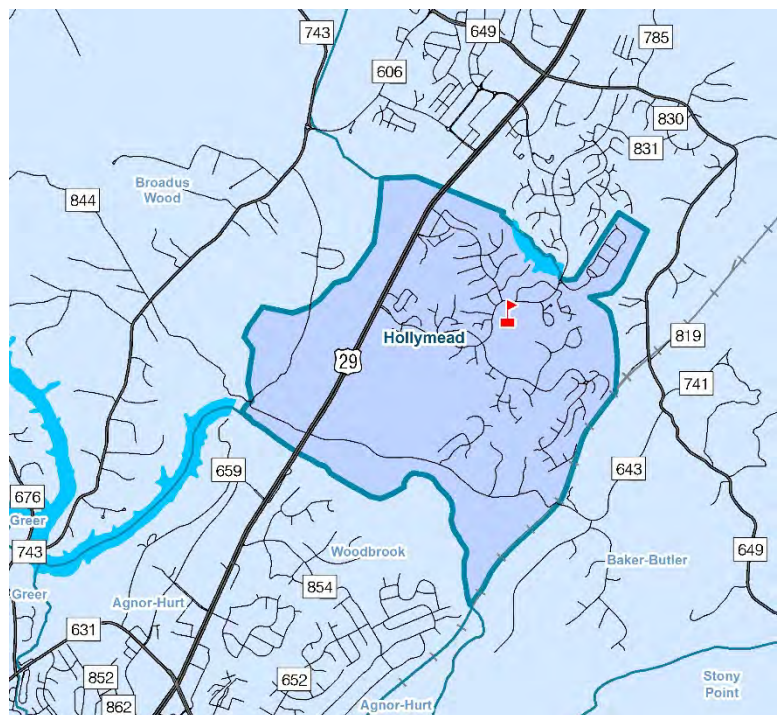 743
649
785
606
830
831
Broadus
Wood
844
Hollymead
29
819
741
659
643
676
Greer
743
Woodbrook
Baker-Butler
649
Greer
Agnor-Hurt
854
631
852
652
862
Agnor-Hurt
Stony
Point